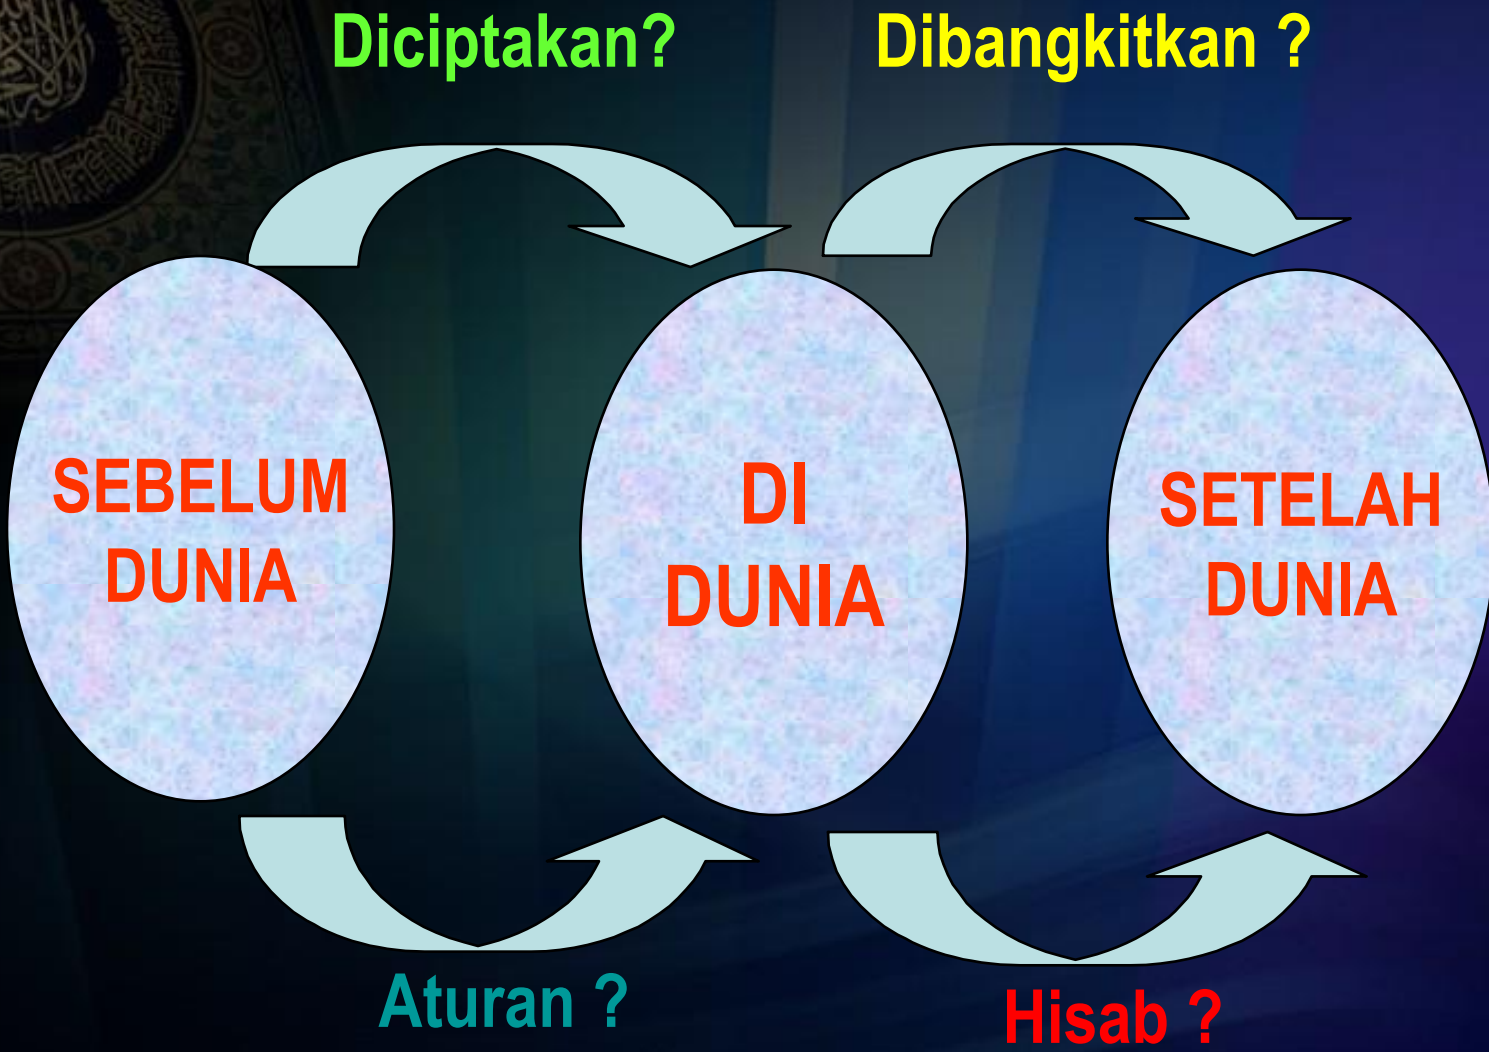 Diciptakan?
Dibangkitkan ?
SEBELUM
DUNIA
DI
DUNIA
SETELAH
DUNIA
Aturan ?
Hisab ?